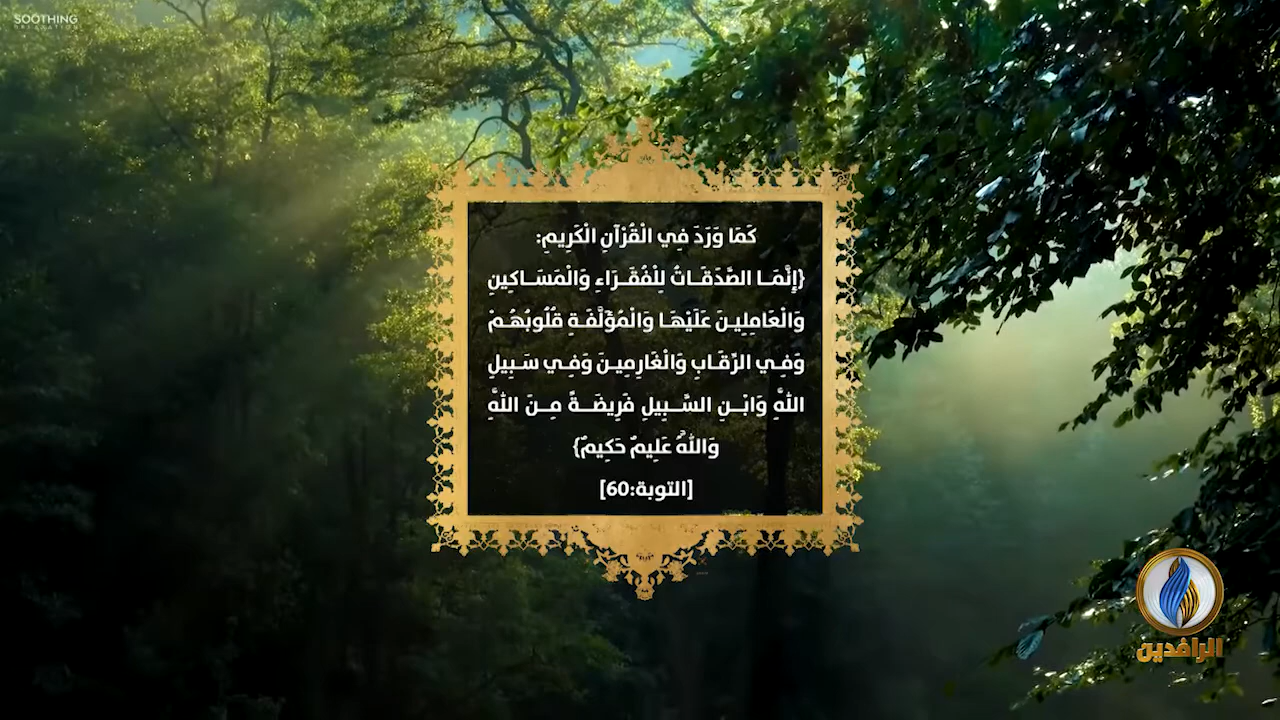 SOOTHING
RELAXATION
كَمَا وَرَدَ فِي الْقُرْآنِ الْكَرِيمِ:
{إِنَّمَا الصَّدَقَاتُ لِلْفُقَرَاءِ وَالْمَسَاكِينِ
وَالْعَامِلِينَ عَلَيْهَا وَالْمُؤَلَّفَةِ قُلُوبُهُمْ
وَفِي الرِّقَابِ وَالْغَارِمِينَ وَفِي سَبِيلِ
اللَّهِ وَابْنِ السَّبِيلِ فَرِيضَةً مِنَ اللَّهِ
وَاللَّهُ عَلِيمٌ حَكِيمٌ}
[التوبة:60]
الرافدين